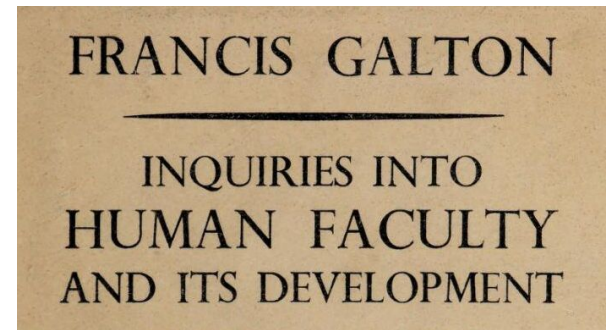 FRANCIS GALTON
INQUIRIES INTO
HUMAN FACULTY
AND ITS DEVELOPMENT